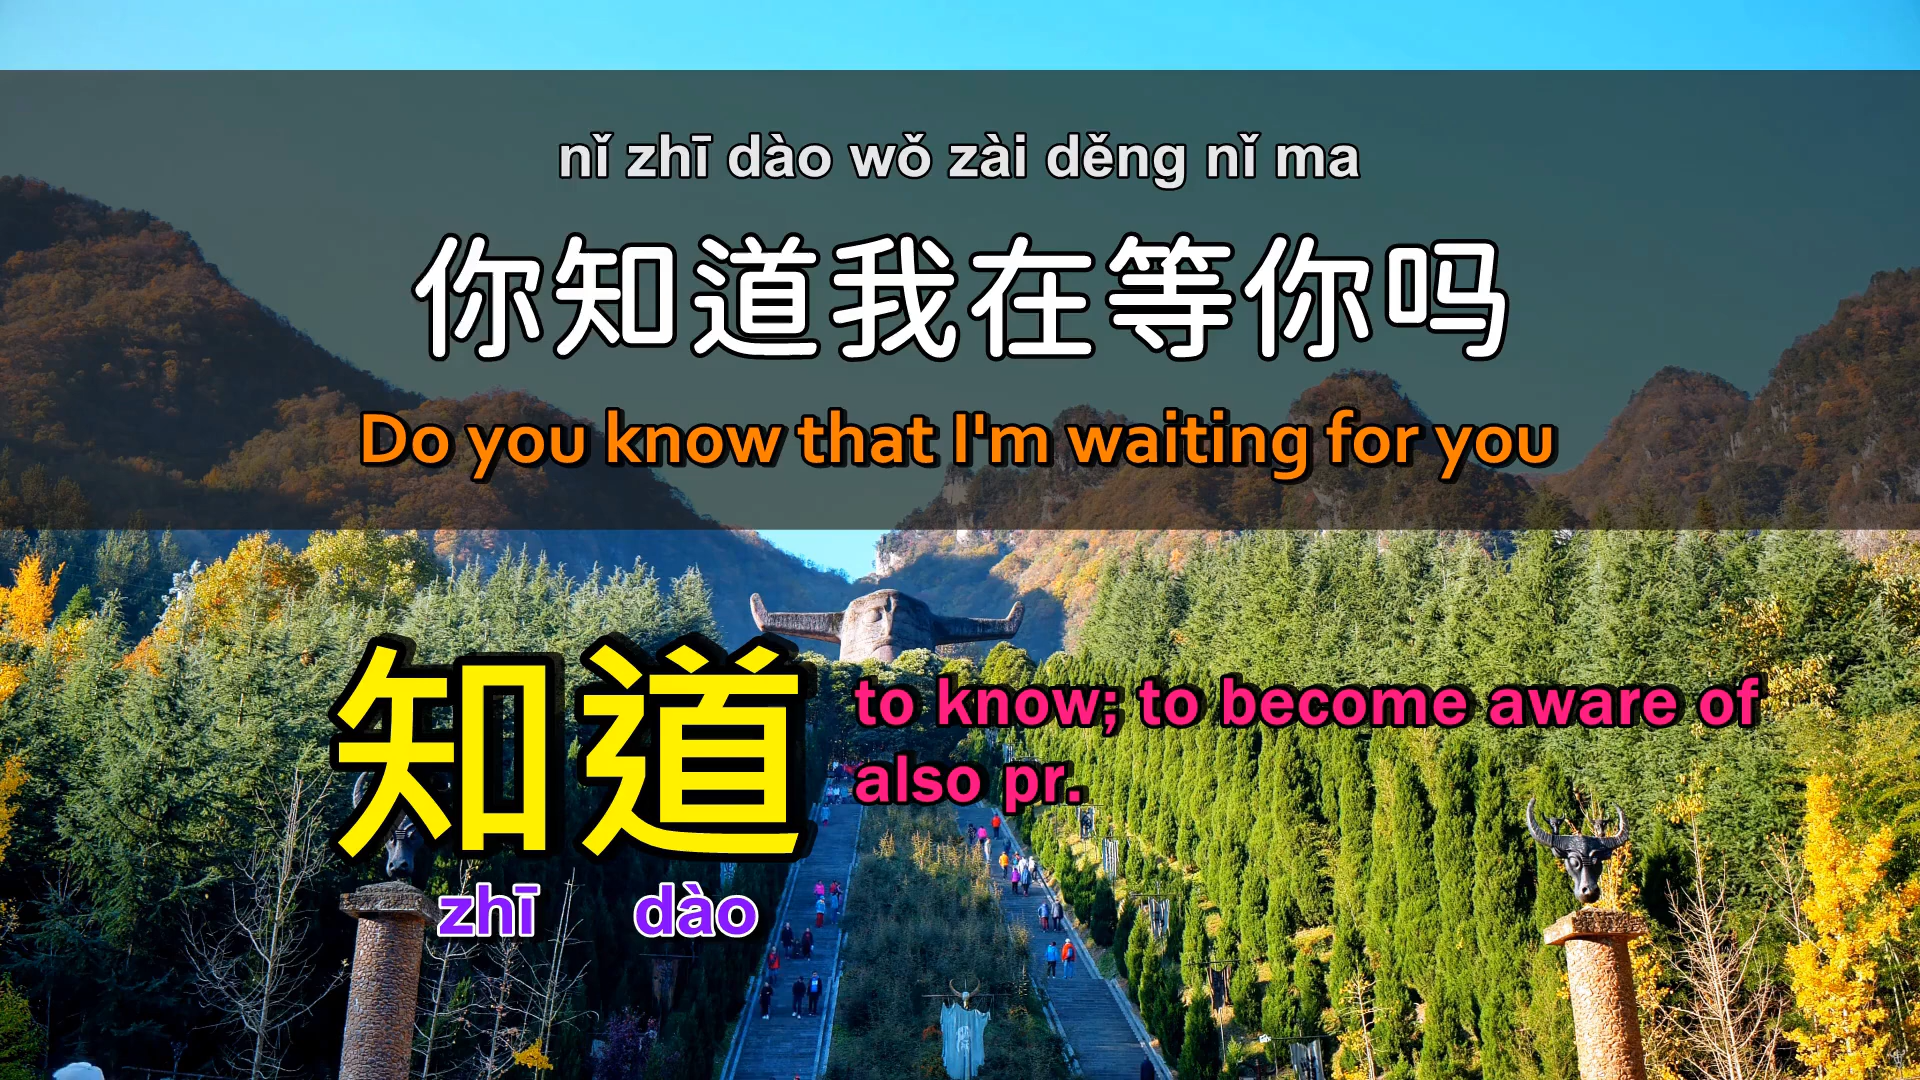 nǐ zhī dào wǒ zài děng nǐ ma
你知道我在等你吗
Do you know that I'm waiting for you
知道
zhī dào
to know; to become aware of
also pr.